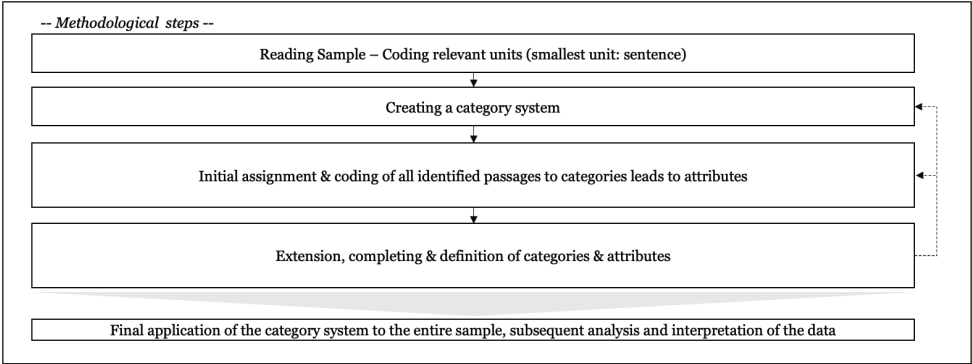 -- Methodological steps --
Reading Sample – Coding relevant units (smallest unit: sentence)
Creating a category system
Initial assignment & coding of all identified passages to categories leads to attributes
Extension, completing & definition of categories & attributes
Final application of the category system to the entire sample, subsequent analysis and interpretation of the data